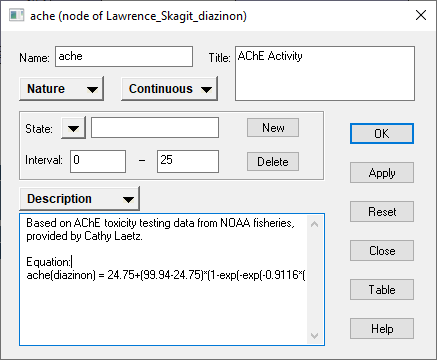 ache (node of Lawrence_Skagit_diazinon)
Name: ache Title: AChE Activity
Nature Continuous
State: New
Interval: 0 – 25 Delete
Description
Based on AChE toxicity testing data from NOAA fisheries,
provided by Cathy Laetz.
Equation:
ache(diazinon) = 24.75+(99.94-24.75)*(1-exp(-exp(-0.9116*(
OK
Apply
Reset
Close
Table
Help